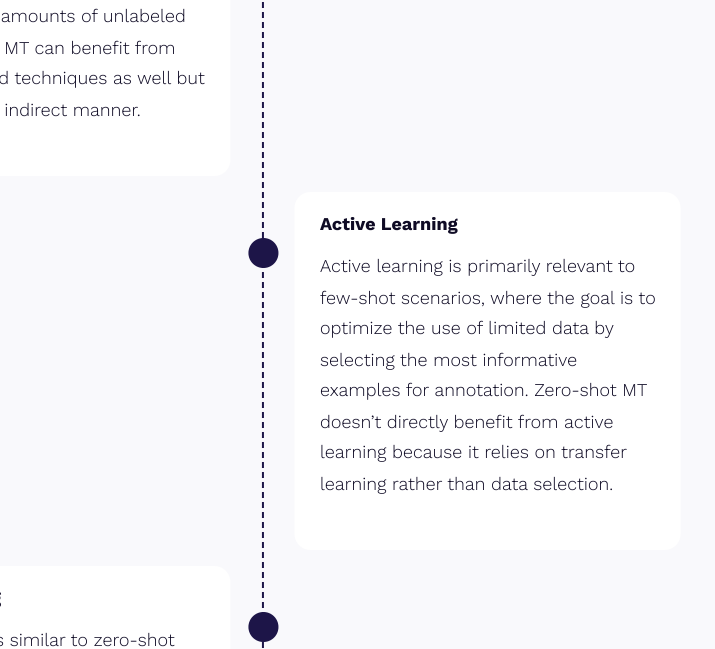 amounts of unlabeled
MT can benefit from
techniques as well but
indirect manner.
Active Learning
Active learning is primarily relevant to
few-shot scenarios, where the goal is to
optimize the use of limited data by
selecting the most informative
examples for annotation. Zero-shot MT
doesn’t directly benefit from active
learning because it relies on transfer
learning rather than data selection.
similar to zero-shot